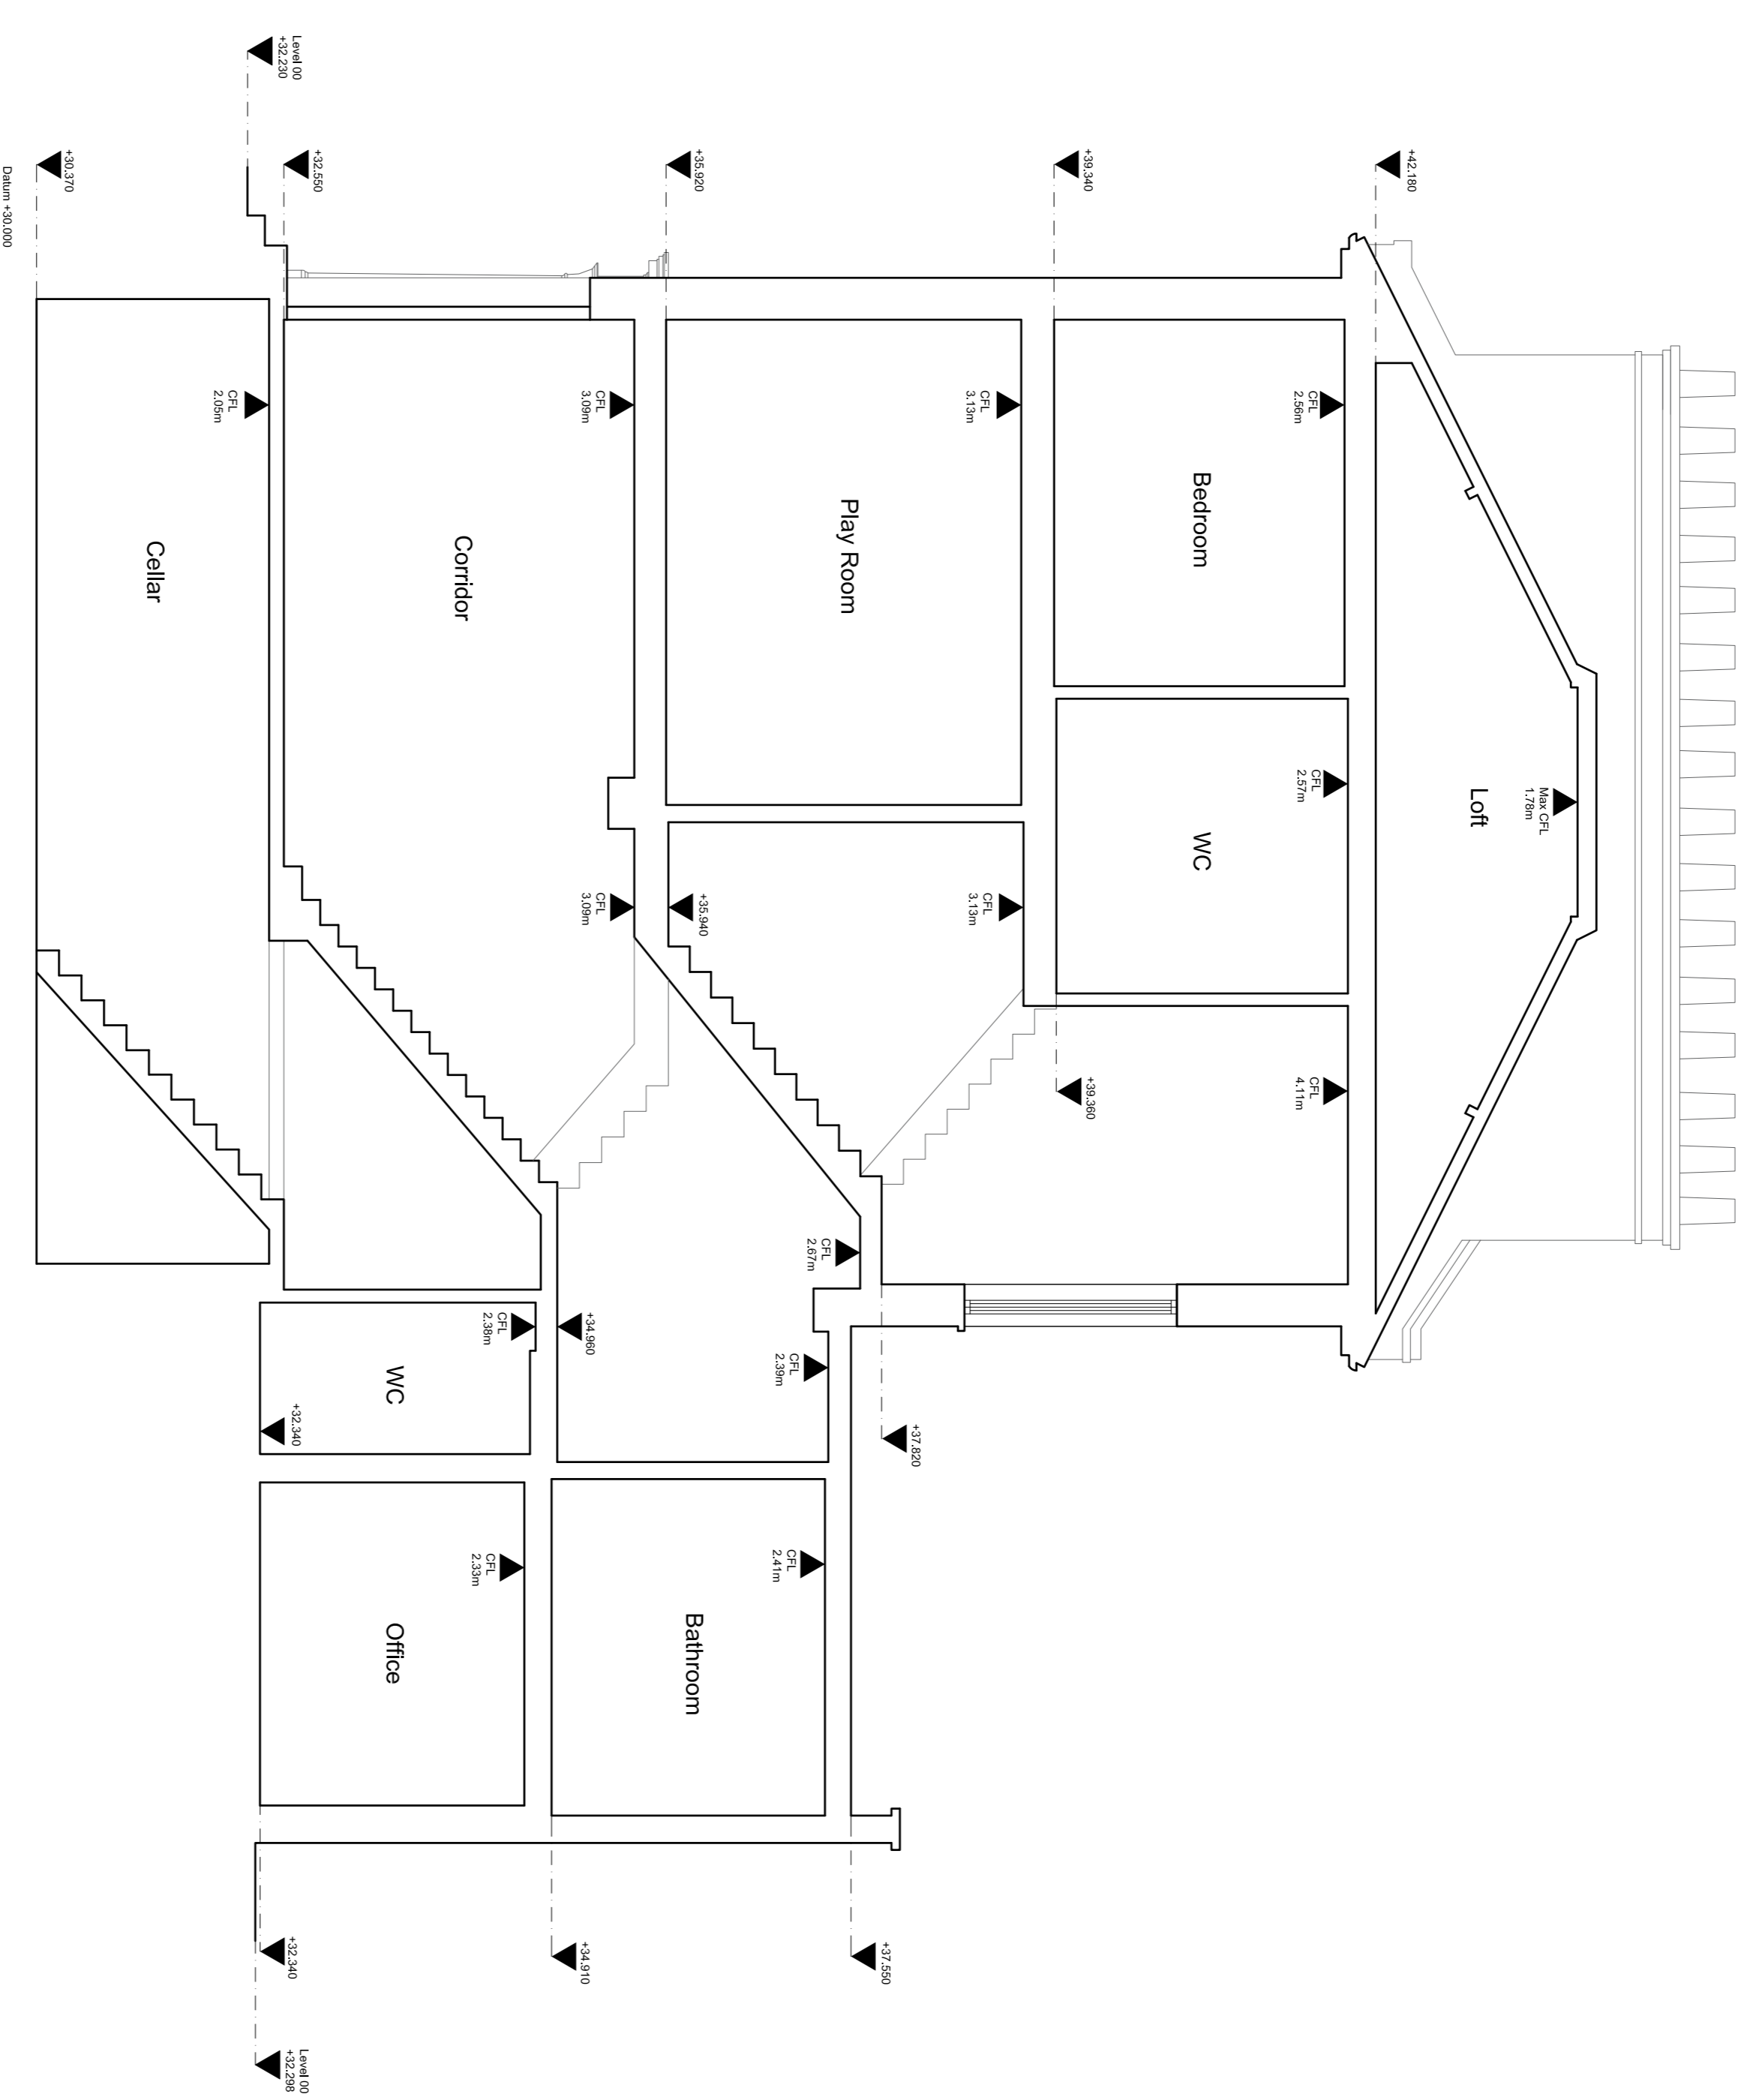 +42.180
Max CFL
1.78m
Loft
CFL
2.56m
CFL
2.57m
CFL
4.11m
Bedroom
WC
+39.340
+39.360
CFL
3.13m
CFL
3.13m
Play Room
+37.820
+37.550
CFL
2.67m
CFL
2.39m
CFL
2.41m
+35.920
+35.940
Bathroom
CFL
3.09m
CFL
3.09m
+34.960
+34.910
Corridor
CFL
2.38m
CFL
2.33m
WC
Office
+32.550
Level 00
+32.230
+32.340
+32.340
Level 00
+32.298
CFL
2.05m
Cellar
+30.370
Datum +30.000